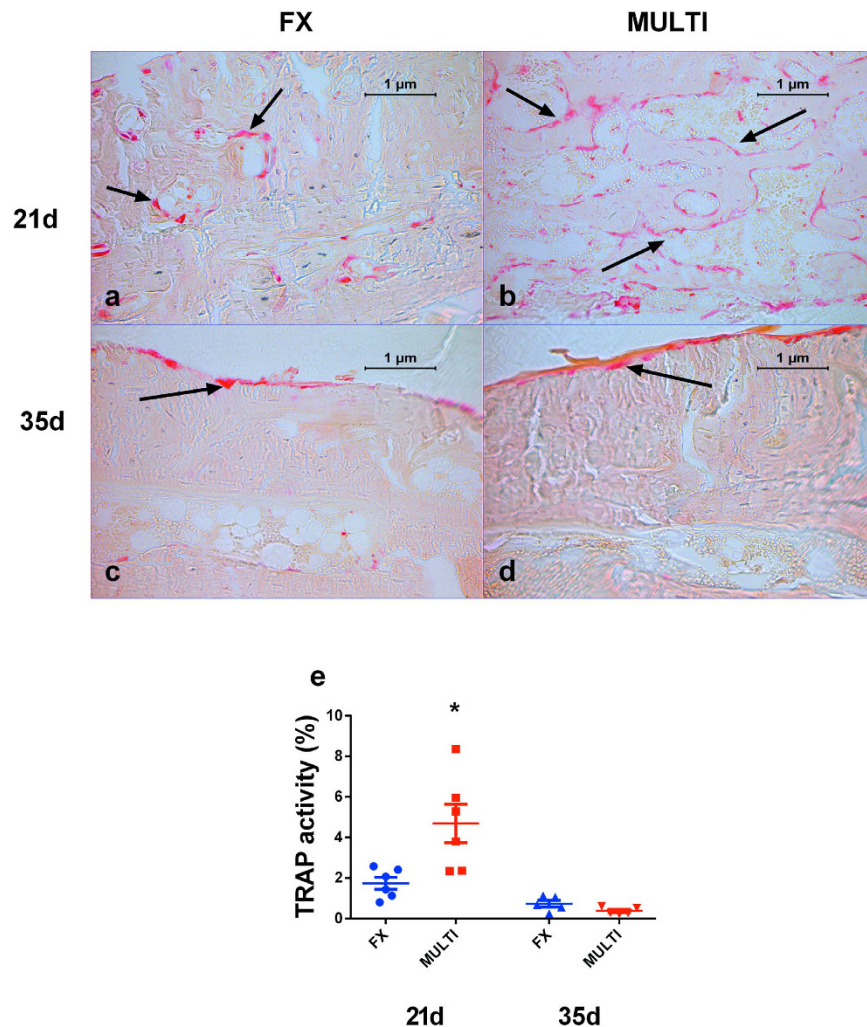 FX MULTI
21d
1 µm 1 µm
a b
35d
1 µm 1 µm
c d
e
*
TRAP activity (%)
10
8
6
4
2
0
FX MULTI FX MULTI
21d 35d